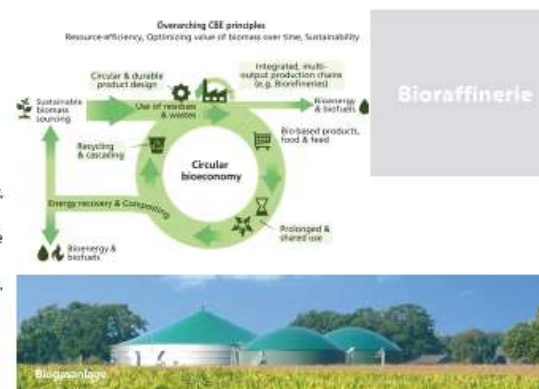 Overarching CBE principles
Resource-efficiency, Optimizing value of biomass over time, Sustainability
Circular & durable
product design
Integrated, multi-
output production chains
(e.g. Biorefineries)
Sustainable
biomass
sourcing
Use of residues
& wastes
Bioenergy
& biofuels
Bioraffinerie
Bio-based products,
food & feed
Recycling
& cascading
Circular
bioeconomy
Energy recovery & Composting
Prolonged &
shared use
Bioenergy &
biofuels
Biogasanlage